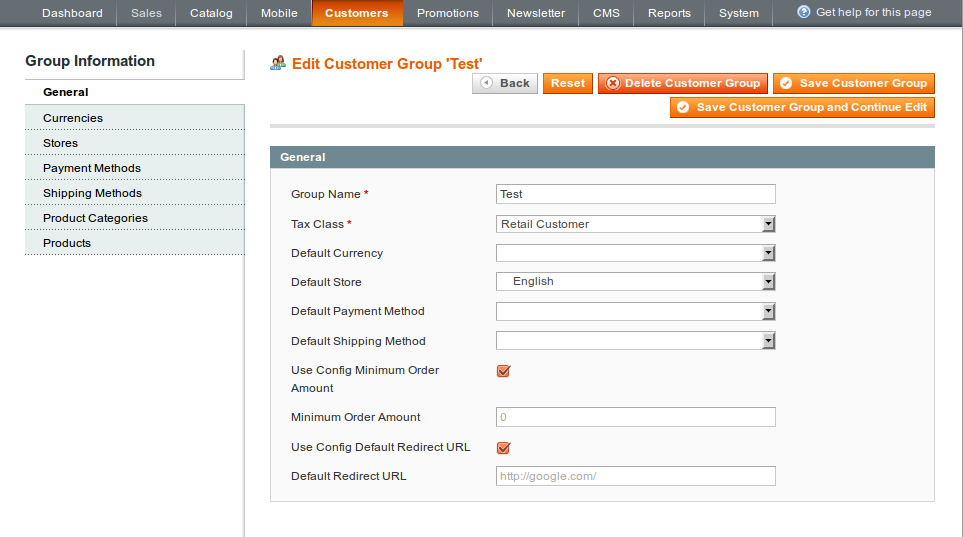 Dashboard Sales Catalog Mobile Customers Promotions Newsletter CMS Reports System Get help for this page
Group Information
General
Currencies
Stores
Payment Methods
Shipping Methods
Product Categories
Products
Edit Customer Group 'Test'
Back Reset Delete Customer Group Save Customer Group
Save Customer Group and Continue Edit
General
Group Name * Test
Tax Class * Retail Customer
Default Currency
Default Store English
Default Payment Method
Default Shipping Method
Use Config Minimum Order
Amount
Minimum Order Amount 0
Use Config Default Redirect URL
Default Redirect URL http://google.com/